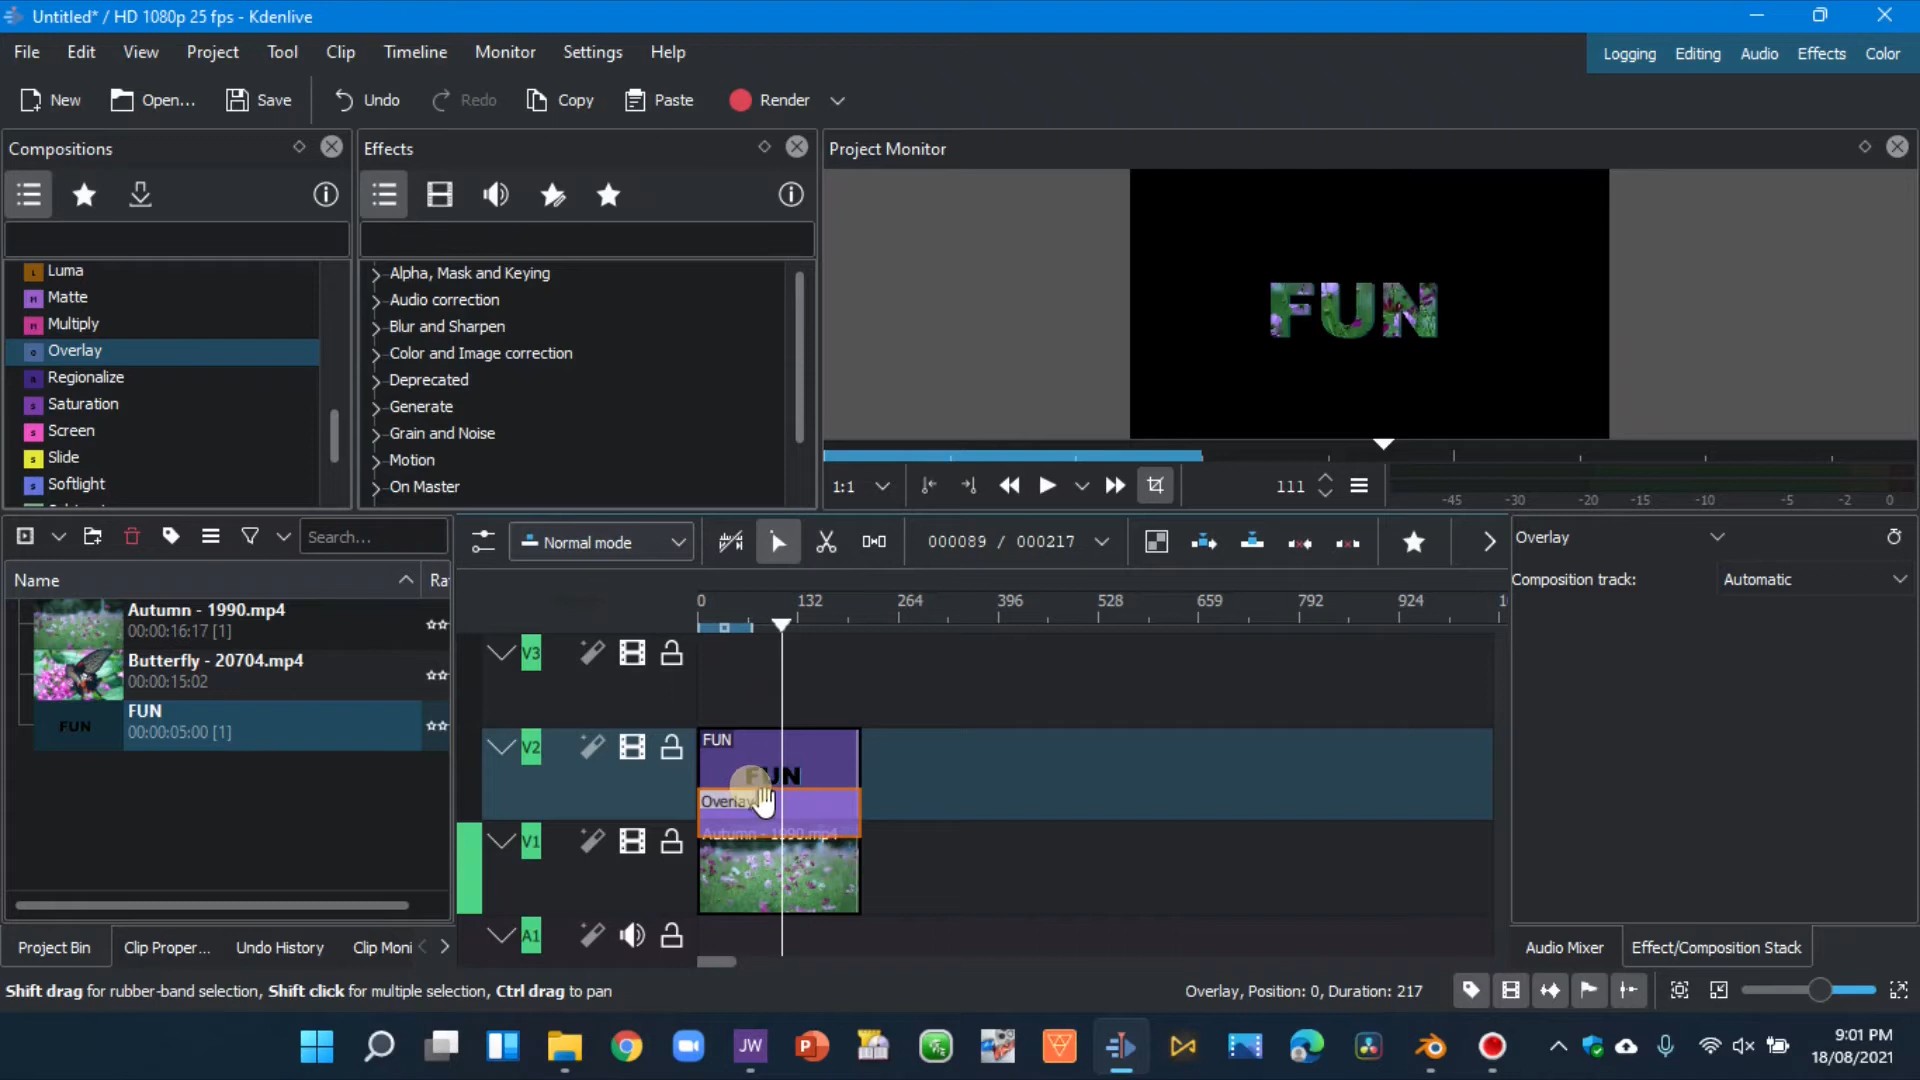 Untitled* / HD 1080p 25 fps - Kdenlive
File Edit View Project Tool Clip Timeline Monitor Settings Help
Logging Editing Audio Effects Color
New Open... Save Undo Redo Copy Paste Render
Compositions
Effects
Project Monitor
Luma
Matte
Multiply
Overlay
Regionalize
Saturation
Screen
Slide
Softlight
Alpha, Mask and Keying
Audio correction
Blur and Sharpen
Color and Image correction
Deprecated
Generate
Grain and Noise
Motion
On Master
FUN
1:1
111
-45 -30 -20 -15 -10 -5 -2 0
Search...
Normal mode
000089 / 000217
Overlay
Composition track: Automatic
Name Ra
Autumn - 1990.mp4
00:00:16:17 [1]
Butterfly - 20704.mp4
00:00:15:02
FUN
FUN
00:00:05:00 [1]
0 132 264 396 528 659 792 924 1
V3
V2
FUN
FUN
Overlay
V1
Autumn - 1990.mp4
A1
Project Bin Clip Proper... Undo History Clip Moni
Audio Mixer Effect/Composition Stack
Shift drag for rubber-band selection, Shift click for multiple selection, Ctrl drag to pan
Overlay, Position: 0, Duration: 217
JW
9:01 PM
18/08/2021